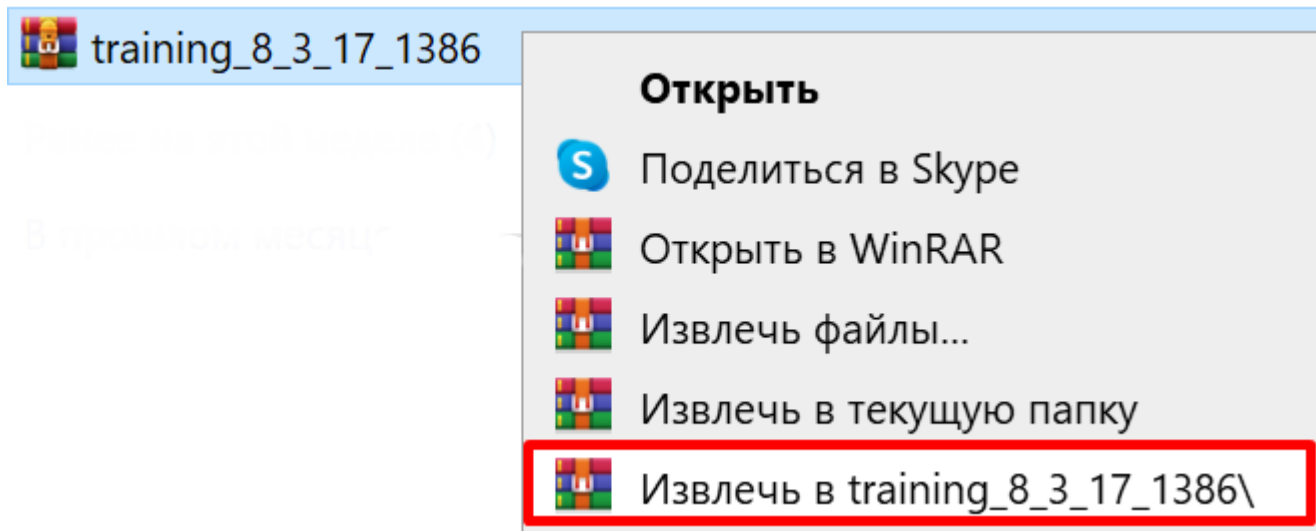 training_8_3_17_1386
Открыть
Поделиться в Skype
Открыть в WinRAR
Извлечь файлы...
Извлечь в текущую папку
Извлечь в training_8_3_17_1386\